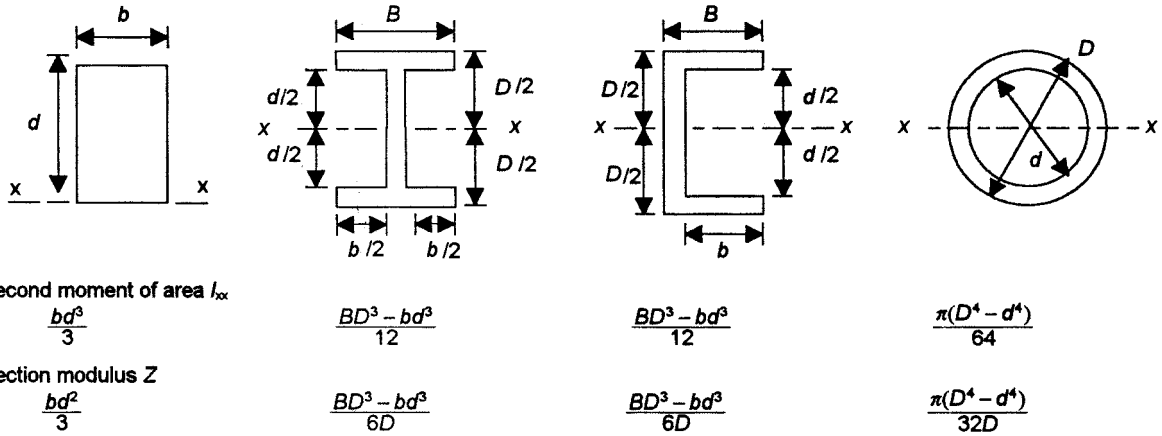 b B B D
d d/2 D/2 D/2 d/2
x x x x x x
d/2 D/2 D/2 d/2 d
x x
b/2 b/2 b
econd moment of area Ixx
bd³/3 BD³ – bd³/12 BD³ – bd³/12 π(D⁴ – d⁴)/64
ection modulus Z
bd²/3 BD³ – bd³/6D BD³ – bd³/6D π(D⁴ – d⁴)/32D